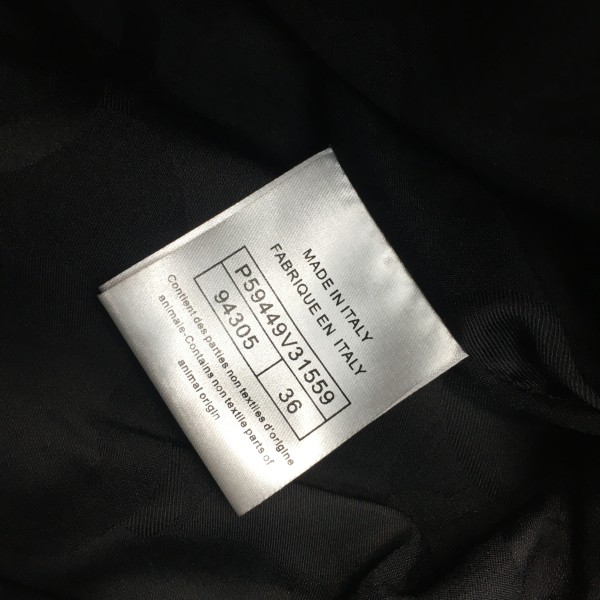 MADE IN ITALY
FABRIQUE EN ITALY
P59449V31559
94305 36
Contient des parties non textiles d'origine
animale-Contains non textile parts of
animal origin